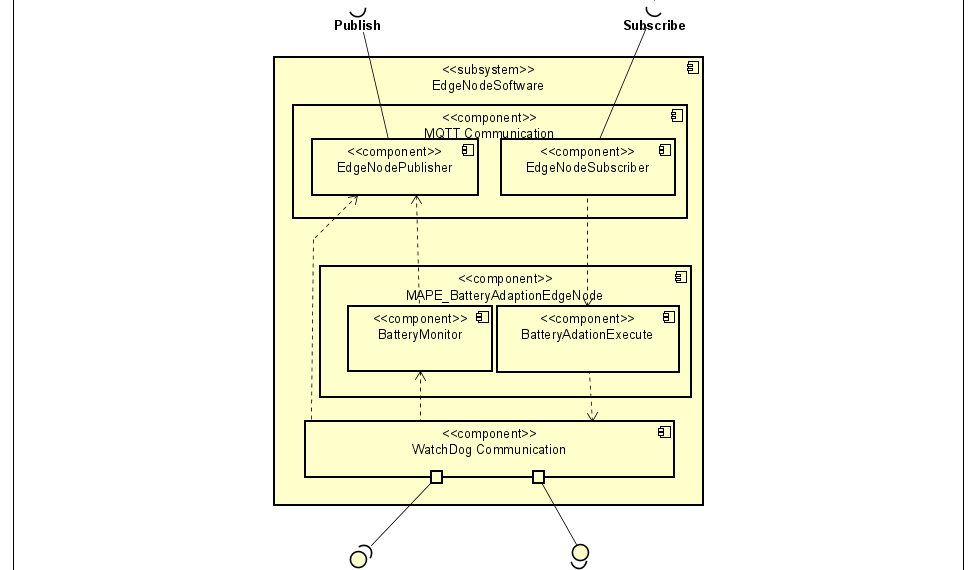 Publish
Subscribe
<<subsystem>>
EdgeNodeSoftware
<<component>>
MQTT Communication
<<component>>
EdgeNodePublisher
<<component>>
EdgeNodeSubscriber
<<component>>
MAPE_BatteryAdaptionEdgeNode
<<component>>
BatteryMonitor
<<component>>
BatteryAdationExecute
<<component>>
WatchDog Communication